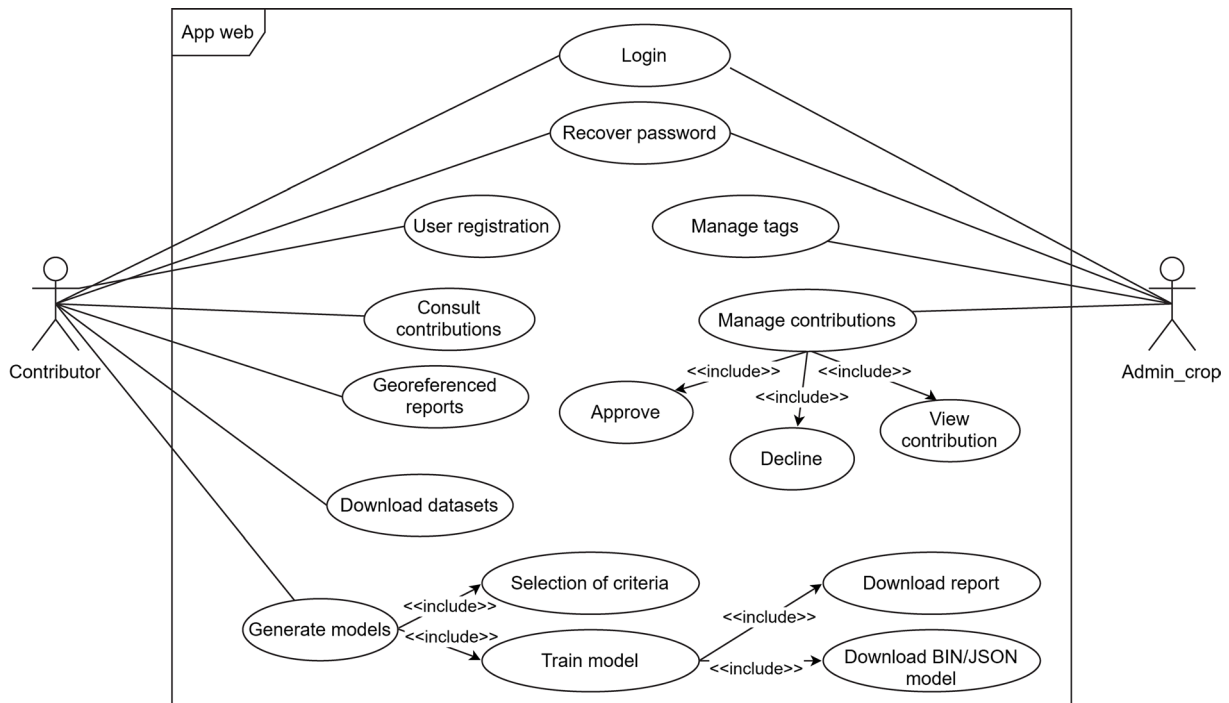 App web
Login
Recover password
User registration
Manage tags
Consult
contributions
Manage contributions
Contributor
Admin_crop
Georeferenced
reports
<<include>>
<<include>>
<<include>>
Approve
View
contribution
Decline
Download datasets
Selection of criteria
Download report
<<include>>
<<include>>
Generate models
<<include>>
Train model
<<include>>
Download BIN/JSON
model